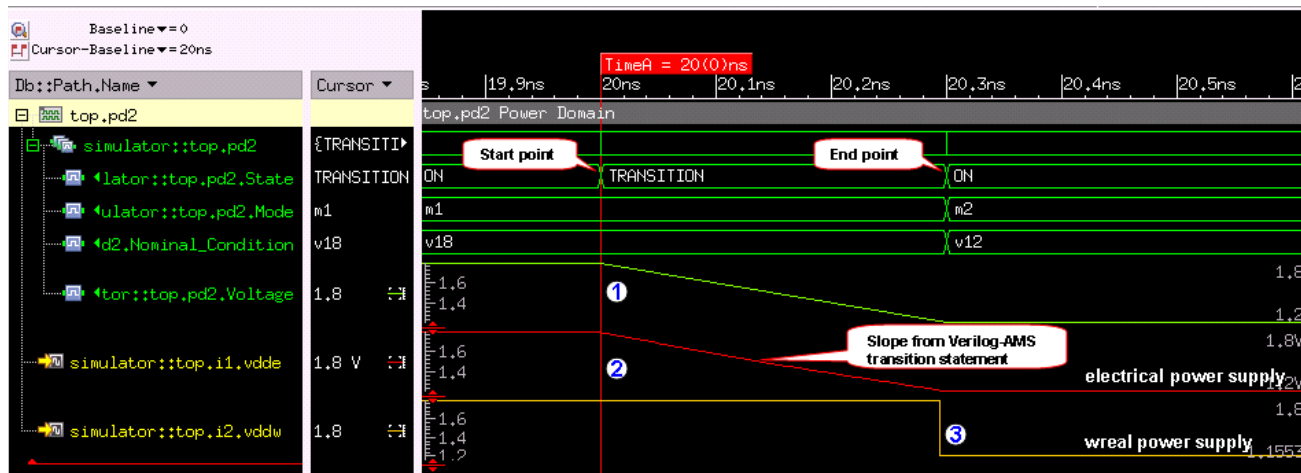 Baseline▼=0
Cursor-Baseline▼=20ns
TimeA = 20(0)ns
Db::Path.Name ▼
Cursor ▼
s
19.9ns
20ns
20.1ns
20.2ns
20.3ns
20.4ns
20.5ns
top.pd2
top.pd2 Power Domain
simulator::top.pd2
{TRANSITI
Start point
End point
lator::top.pd2.State
TRANSITION
ON
TRANSITION
ON
ulator::top.pd2.Mode
m1
m1
m2
d2.Nominal_Condition
v18
v18
v12
tor::top.pd2.Voltage
1.8
1.6
1.4
1
1.8
1.2
simulator::top.i1.vdde
1.8 V
1.6
1.4
2
Slope from Verilog-AMS
transition statement
1.8V
electrical power supply
2V
simulator::top.i2.vddw
1.8
1.6
1.4
1.2
3
1.8
wreal power supply
1.1553